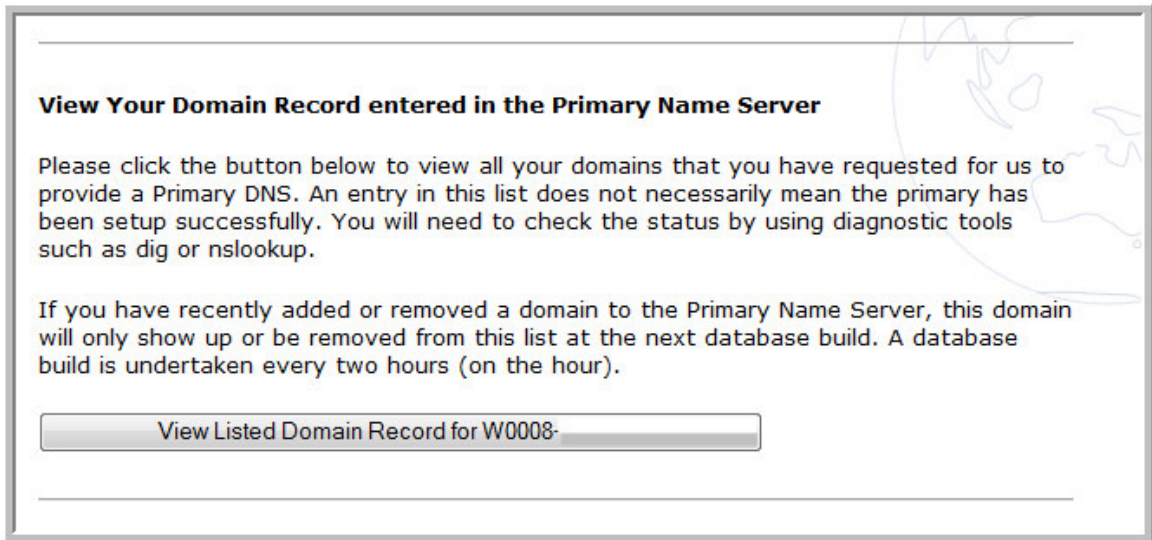 View Your Domain Record entered in the Primary Name Server
Please click the button below to view all your domains that you have requested for us to
provide a Primary DNS. An entry in this list does not necessarily mean the primary has
been setup successfully. You will need to check the status by using diagnostic tools
such as dig or nslookup.
If you have recently added or removed a domain to the Primary Name Server, this domain
will only show up or be removed from this list at the next database build. A database
build is undertaken every two hours (on the hour).
View Listed Domain Record for W0008-